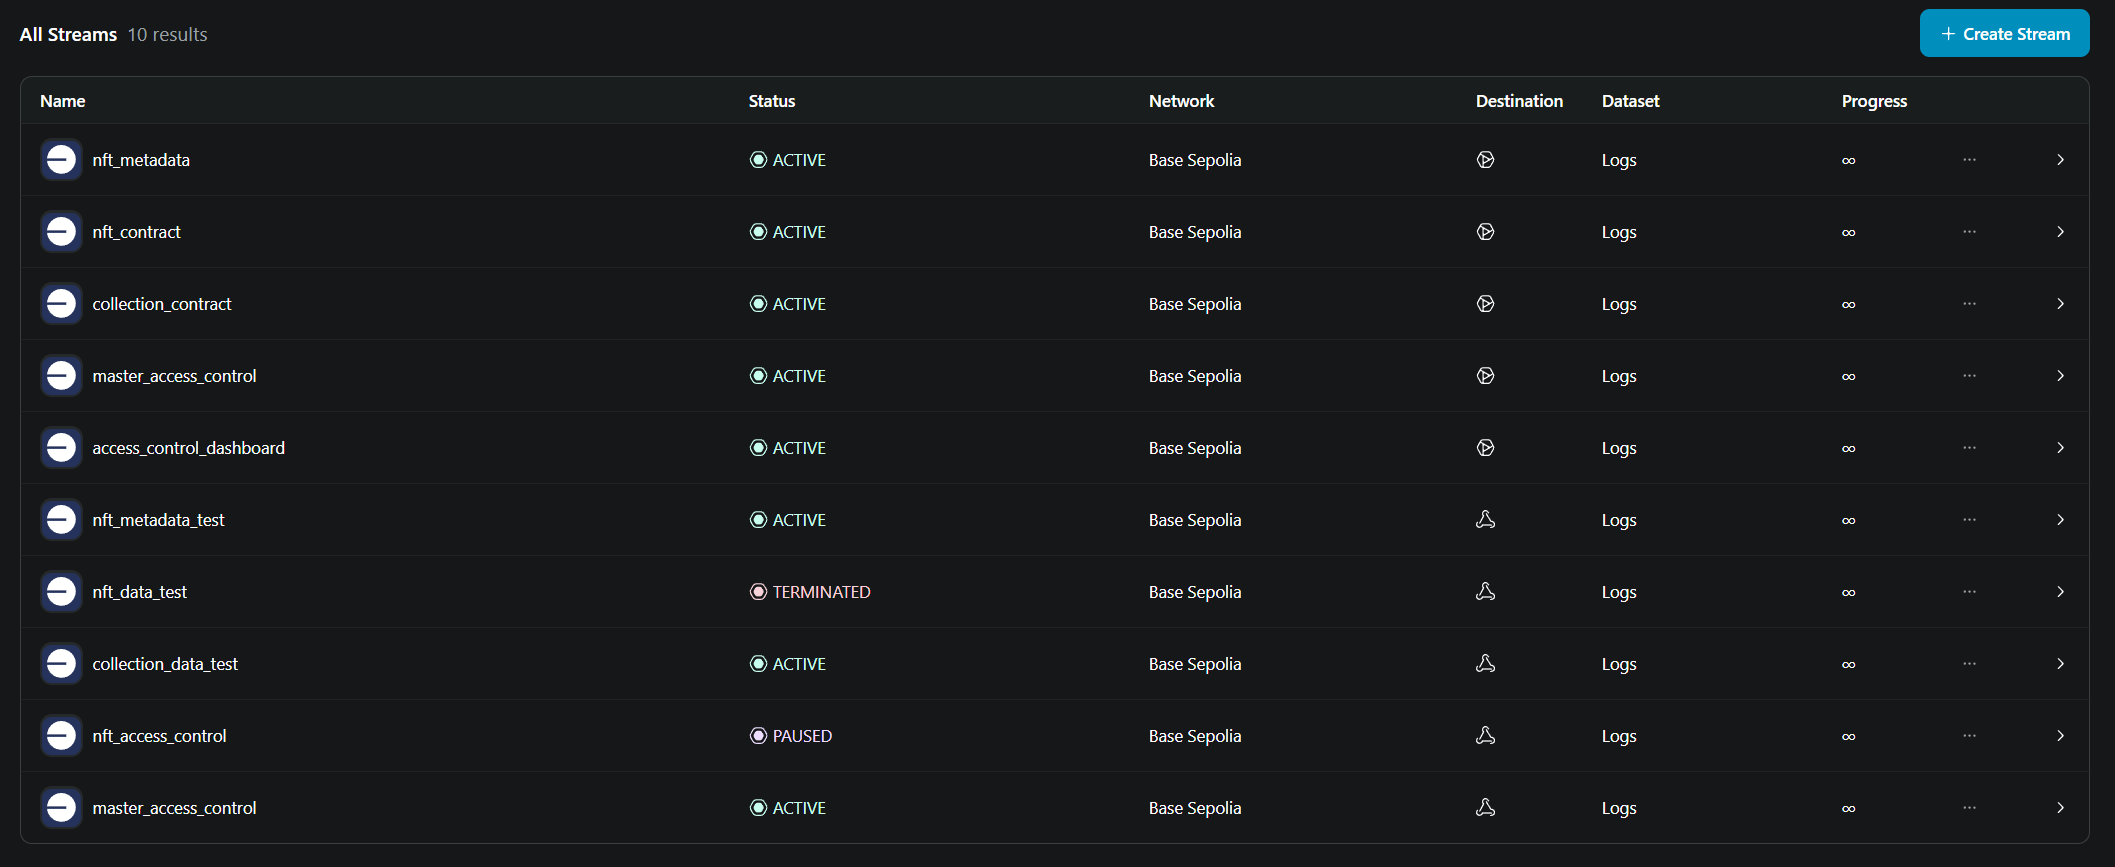 All Streams 10 results
+ Create Stream
Name Status Network Destination Dataset Progress
nft_metadata ACTIVE Base Sepolia Logs ∞ ...
nft_contract ACTIVE Base Sepolia Logs ∞ ...
collection_contract ACTIVE Base Sepolia Logs ∞ ...
master_access_control ACTIVE Base Sepolia Logs ∞ ...
access_control_dashboard ACTIVE Base Sepolia Logs ∞ ...
nft_metadata_test ACTIVE Base Sepolia Logs ∞ ...
nft_data_test TERMINATED Base Sepolia Logs ∞ ...
collection_data_test ACTIVE Base Sepolia Logs ∞ ...
nft_access_control PAUSED Base Sepolia Logs ∞ ...
master_access_control ACTIVE Base Sepolia Logs ∞ ...